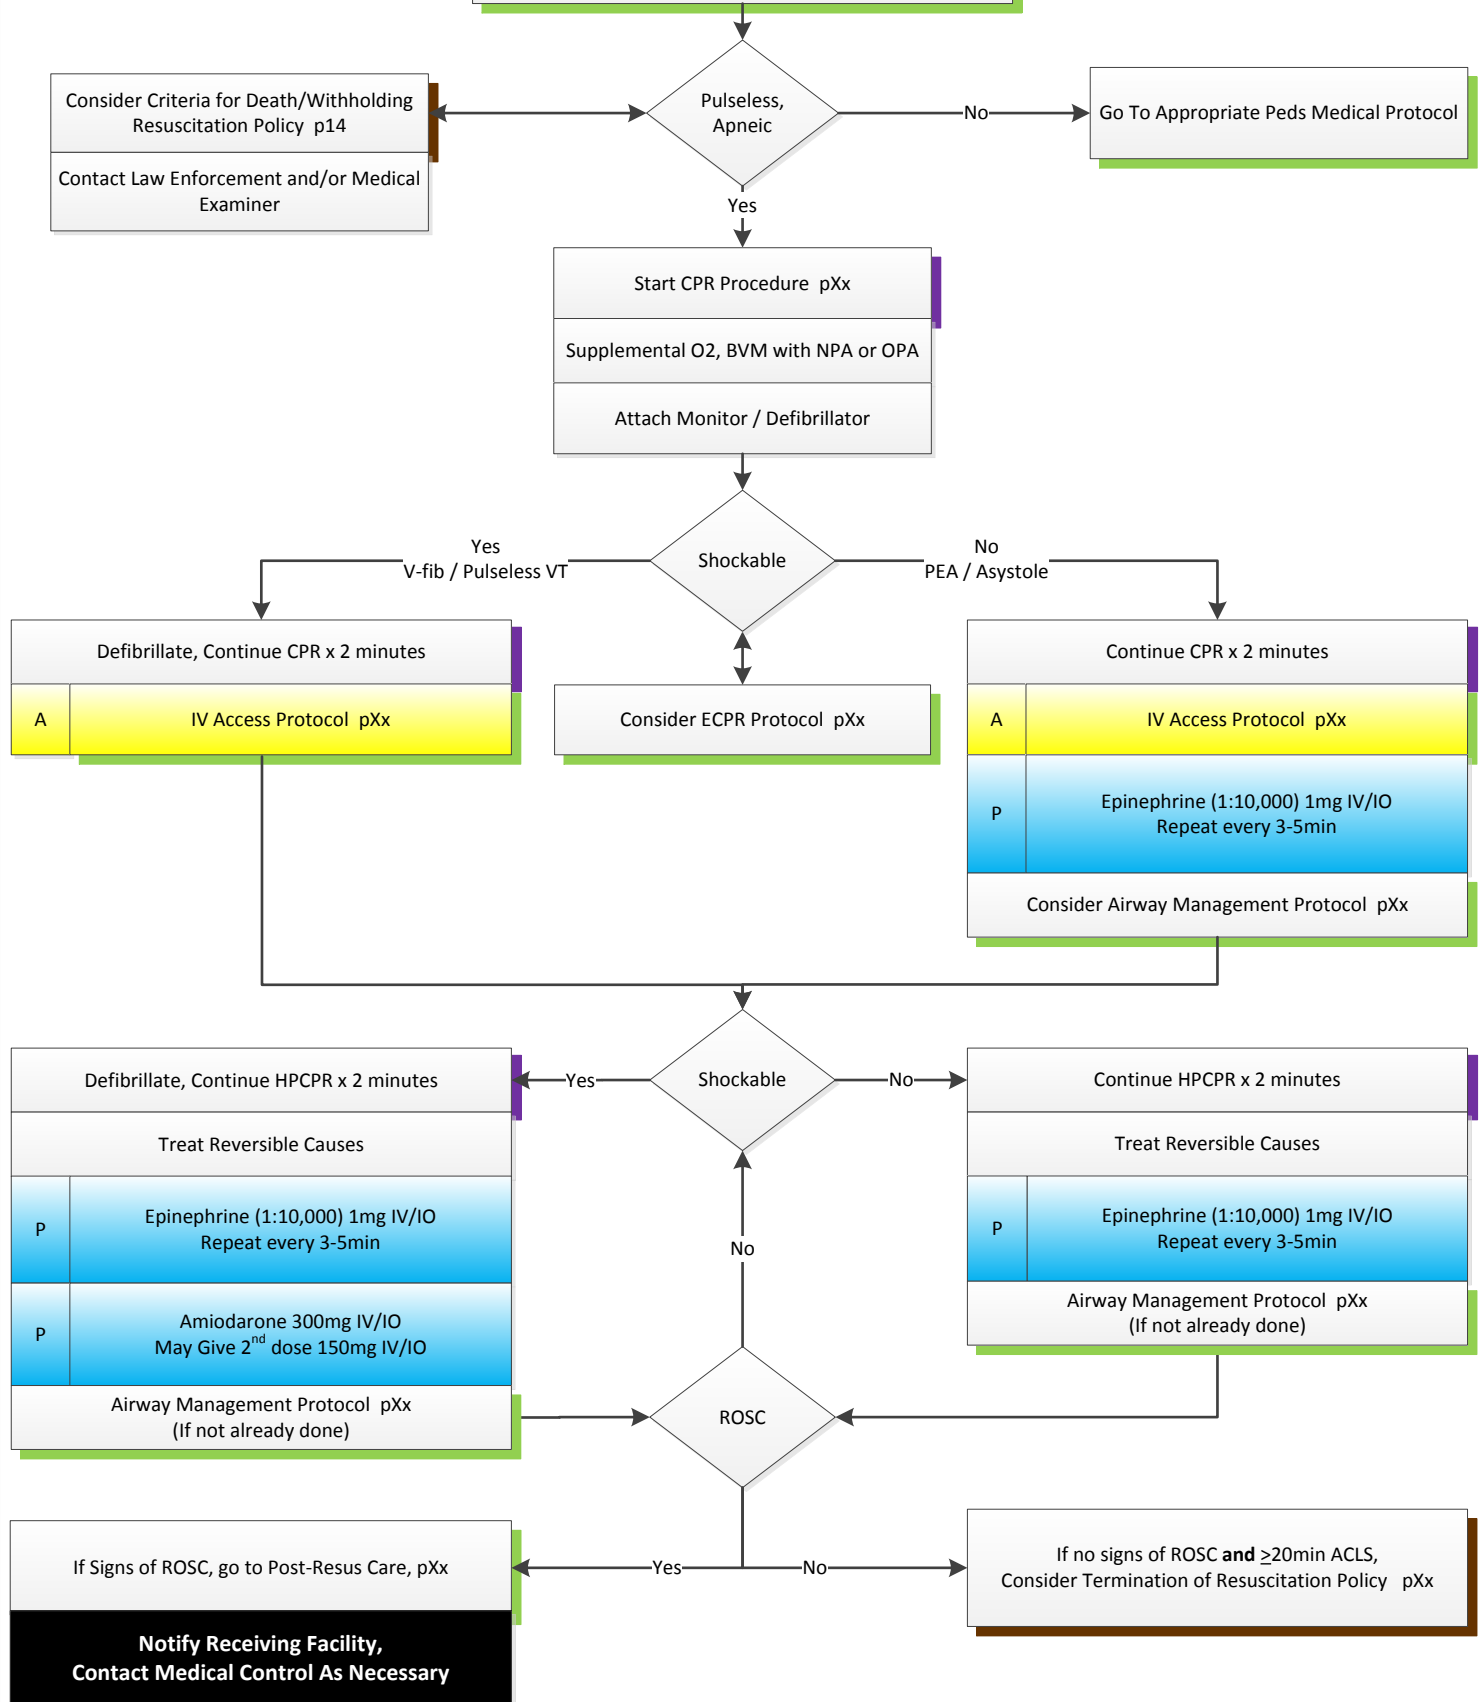 Consider Criteria for Death/Withholding
Resuscitation Policy  p14
Contact Law Enforcement and/or Medical
Examiner
Pulseless,
Apneic
No
Go To Appropriate Peds Medical Protocol
Yes
Start CPR Procedure  pXx
Supplemental O2, BVM with NPA or OPA
Attach Monitor / Defibrillator
Shockable
Yes
V-fib / Pulseless VT
No
PEA / Asystole
Defibrillate, Continue CPR x 2 minutes
A
IV Access Protocol  pXx
Consider ECPR Protocol  pXx
Continue CPR x 2 minutes
A
IV Access Protocol  pXx
P
Epinephrine (1:10,000) 1mg IV/IO
Repeat every 3-5min
Consider Airway Management Protocol  pXx
Shockable
Yes
No
Defibrillate, Continue HPCPR x 2 minutes
Treat Reversible Causes
P
Epinephrine (1:10,000) 1mg IV/IO
Repeat every 3-5min
P
Amiodarone 300mg IV/IO
May Give 2nd dose 150mg IV/IO
Airway Management Protocol  pXx
(If not already done)
Continue HPCPR x 2 minutes
Treat Reversible Causes
P
Epinephrine (1:10,000) 1mg IV/IO
Repeat every 3-5min
Airway Management Protocol  pXx
(If not already done)
No
ROSC
Yes
No
If Signs of ROSC, go to Post-Resus Care, pXx
Notify Receiving Facility,
Contact Medical Control As Necessary
If no signs of ROSC and ≥20min ACLS,
Consider Termination of Resuscitation Policy   pXx